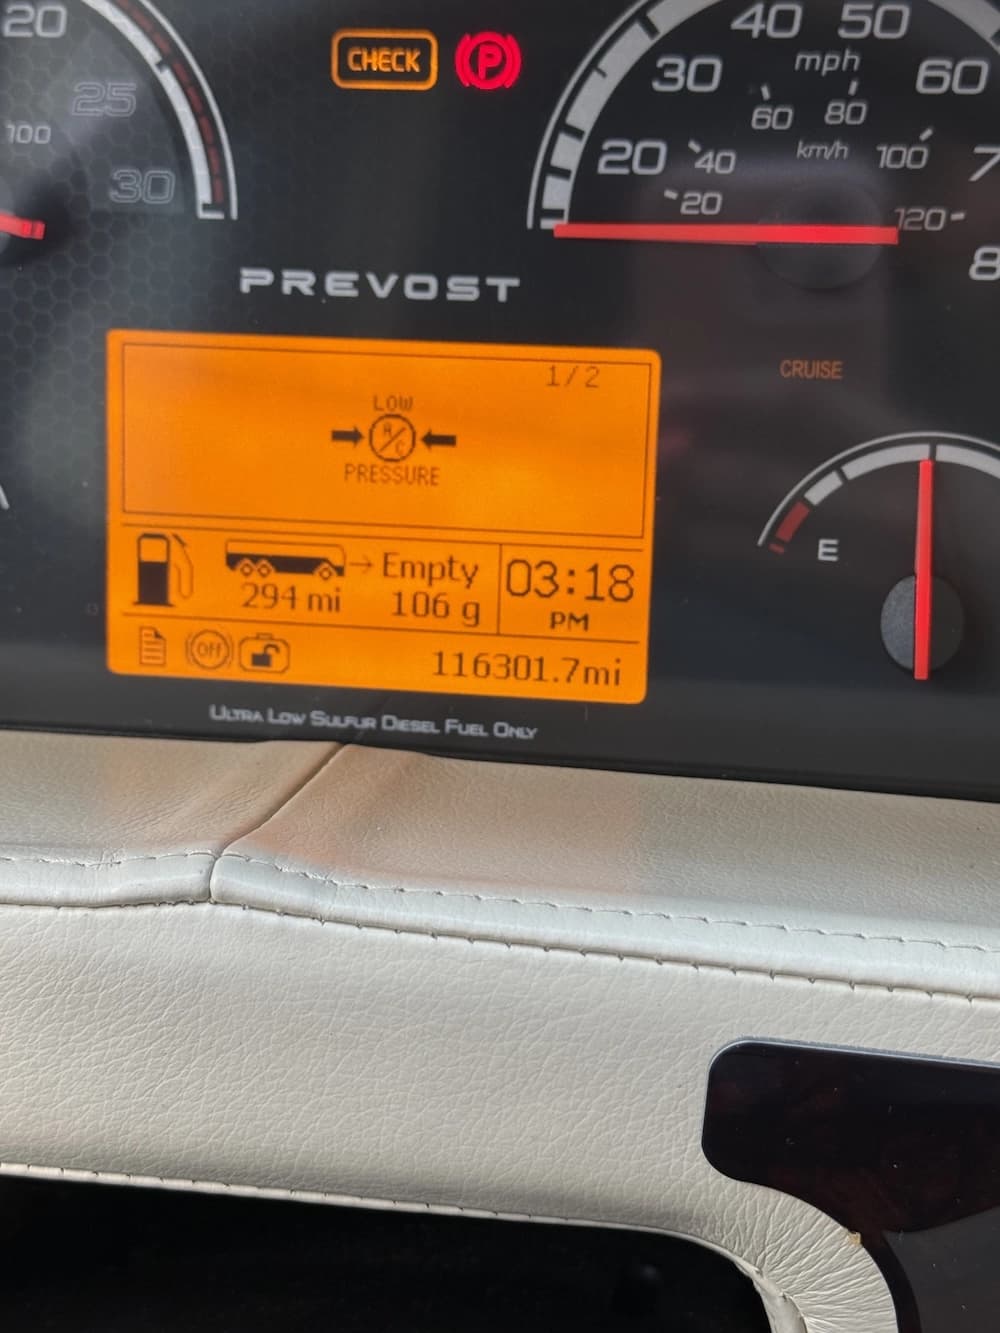 20
25
100
30
CHECK
P
40 50
mph
30
60
60 80
20
40
km/h
100
7
20
120
8
PREVOST
CRUISE
1/2
LOW
A/C
PRESSURE
E
→ Empty
294 mi 106 g
03:18
PM
OFF
116301.7mi
ULTRA LOW SULFUR DIESEL FUEL ONLY